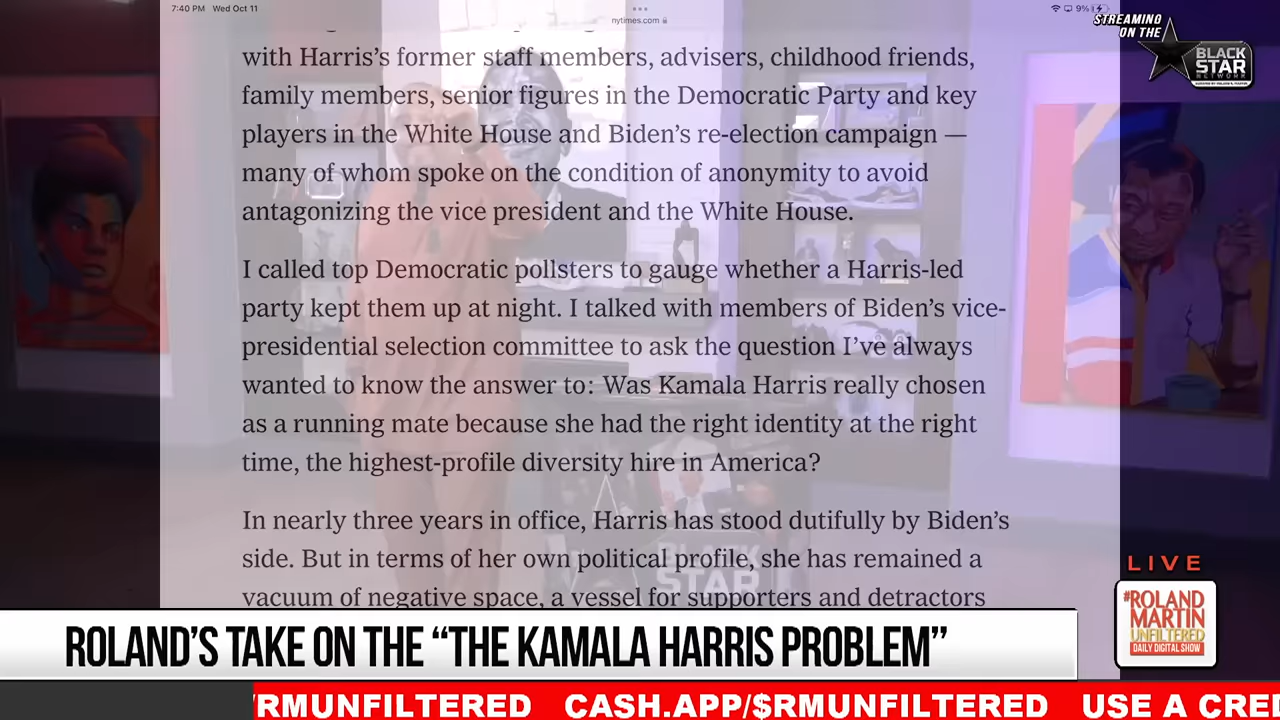 7:40 PM Wed Oct 11
nytimes.com
9%
STREAMING
ON THE
BLACK
STAR
NETWORK
with Harris’s former staff members, advisers, childhood friends,
family members, senior figures in the Democratic Party and key
players in the White House and Biden’s re-election campaign —
many of whom spoke on the condition of anonymity to avoid
antagonizing the vice president and the White House.
I called top Democratic pollsters to gauge whether a Harris-led
party kept them up at night. I talked with members of Biden’s vice-
presidential selection committee to ask the question I’ve always
wanted to know the answer to: Was Kamala Harris really chosen
as a running mate because she had the right identity at the right
time, the highest-profile diversity hire in America?
In nearly three years in office, Harris has stood dutifully by Biden’s
side. But in terms of her own political profile, she has remained a
vacuum of negative space, a vessel for supporters and detractors
BLACK
STAR
LIVE
#ROLAND
MARTIN
UNFILTERED
DAILY DIGITAL SHOW
ROLAND’S TAKE ON THE “THE KAMALA HARRIS PROBLEM”
/RMUNFILTERED CASH.APP/$RMUNFILTERED USE A CRE